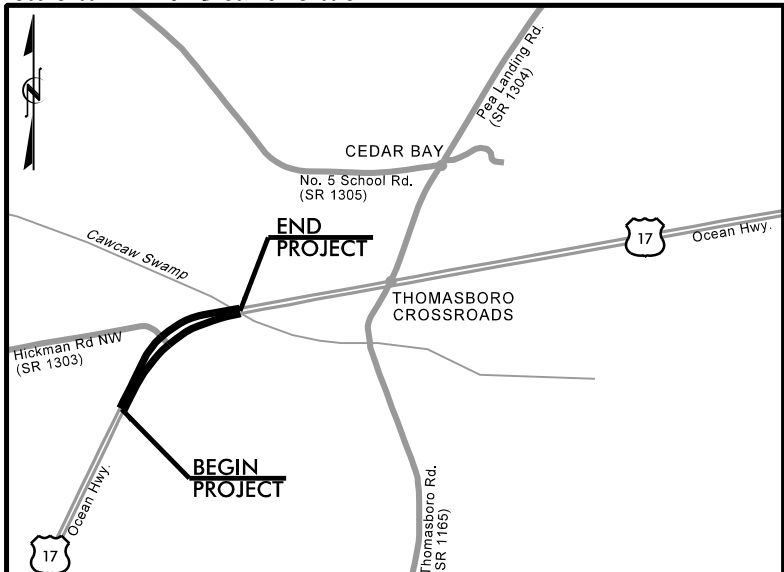 Pea Landing Rd.
(SR 1304)
N
CEDAR BAY
No. 5 School Rd.
(SR 1305)
END
PROJECT
17
Ocean Hwy.
Cawcaw Swamp
THOMASBORO
CROSSROADS
Hickman Rd NW
(SR 1303)
BEGIN
PROJECT
Ocean Hwy.
Thomasboro Rd.
SR 1165)
17